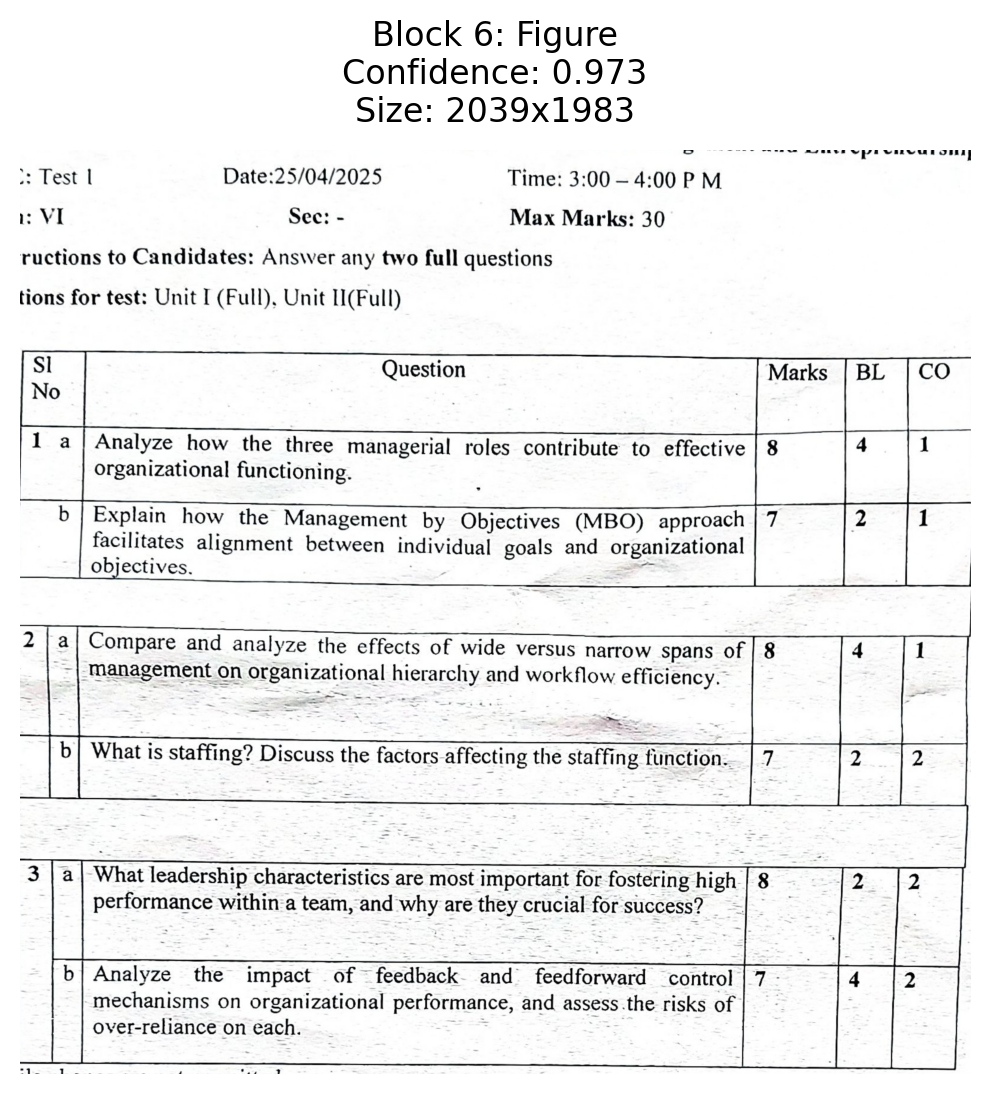 Block 6: Figure
Confidence: 0.973
Size: 2039x1983
and Entrepreneurship
: Test 1 Date:25/04/2025 Time: 3:00 – 4:00 P M
: VI Sec: - Max Marks: 30
ructions to Candidates: Answer any two full questions
tions for test: Unit I (Full), Unit II(Full)
Sl No Question Marks BL CO
1 a Analyze how the three managerial roles contribute to effective 8 4 1
organizational functioning.
b Explain how the Management by Objectives (MBO) approach 7 2 1
facilitates alignment between individual goals and organizational
objectives.
2 a Compare and analyze the effects of wide versus narrow spans of 8 4 1
management on organizational hierarchy and workflow efficiency.
b What is staffing? Discuss the factors affecting the staffing function. 7 2 2
3 a What leadership characteristics are most important for fostering high 8 2 2
performance within a team, and why are they crucial for success?
b Analyze the impact of feedback and feedforward control 7 4 2
mechanisms on organizational performance, and assess the risks of
over-reliance on each.